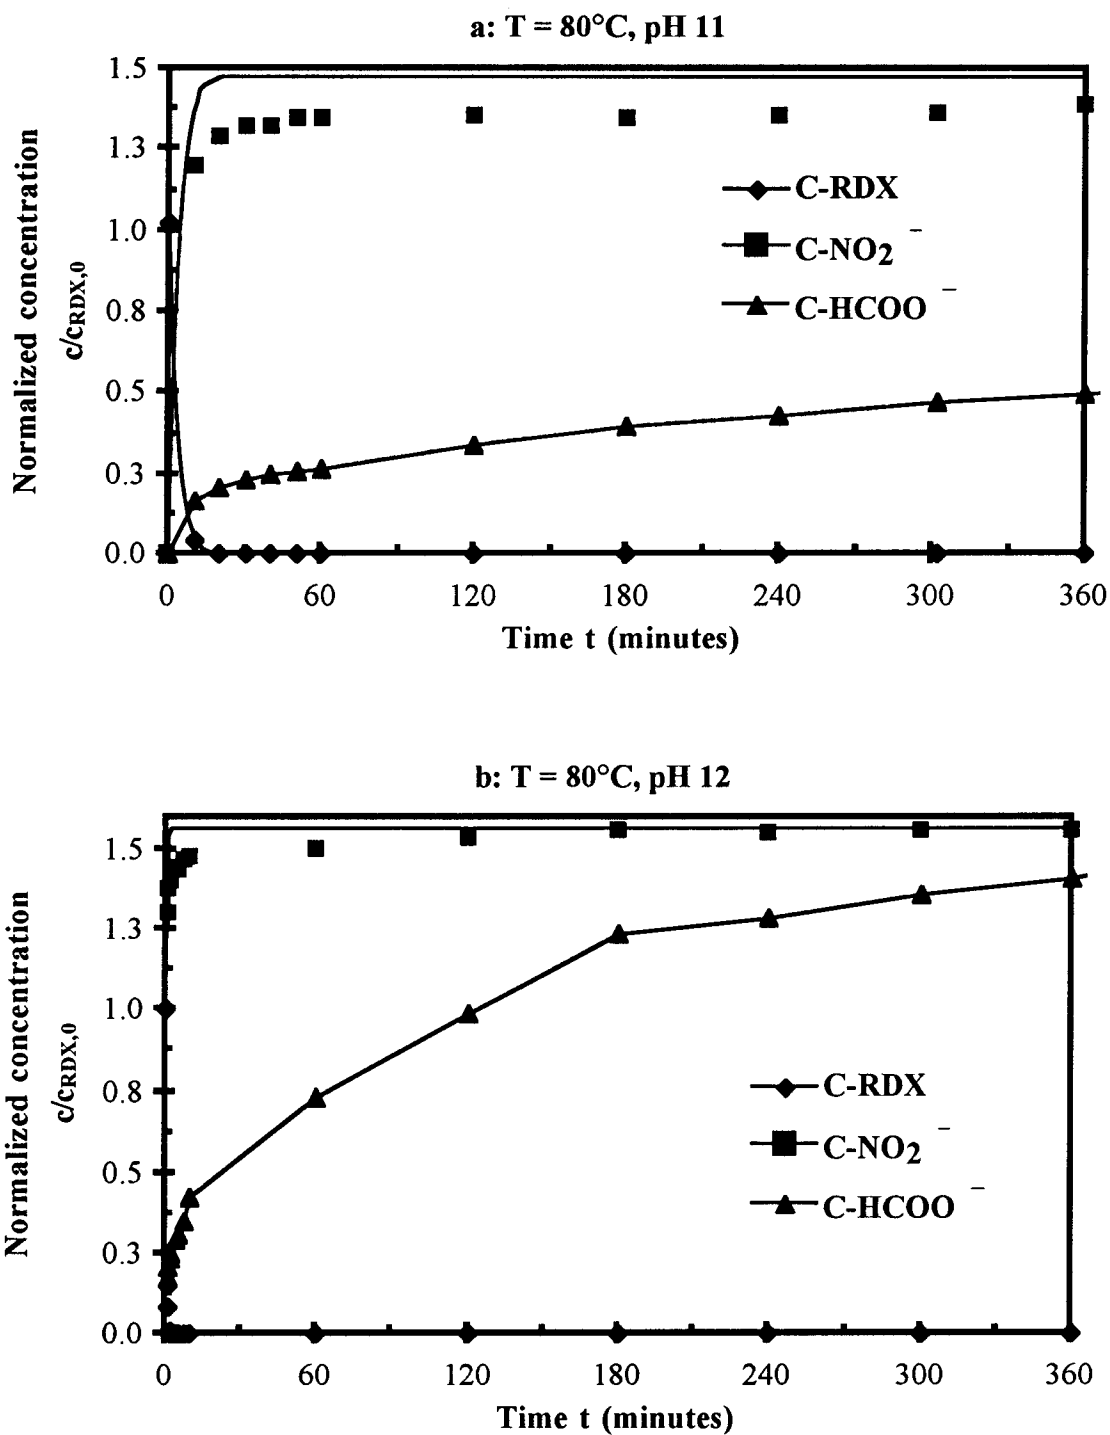 a: T = 80°C, pH 11
Normalized concentration
c/c_RDX,0
1.5
1.3
1.0
0.8
0.5
0.3
0.0
C-RDX
C-NO₂⁻
C-HCOO⁻
0 60 120 180 240 300 360
Time t (minutes)
b: T = 80°C, pH 12
Normalized concentration
c/c_RDX,0
1.5
1.3
1.0
0.8
0.5
0.3
0.0
C-RDX
C-NO₂⁻
C-HCOO⁻
0 60 120 180 240 300 360
Time t (minutes)